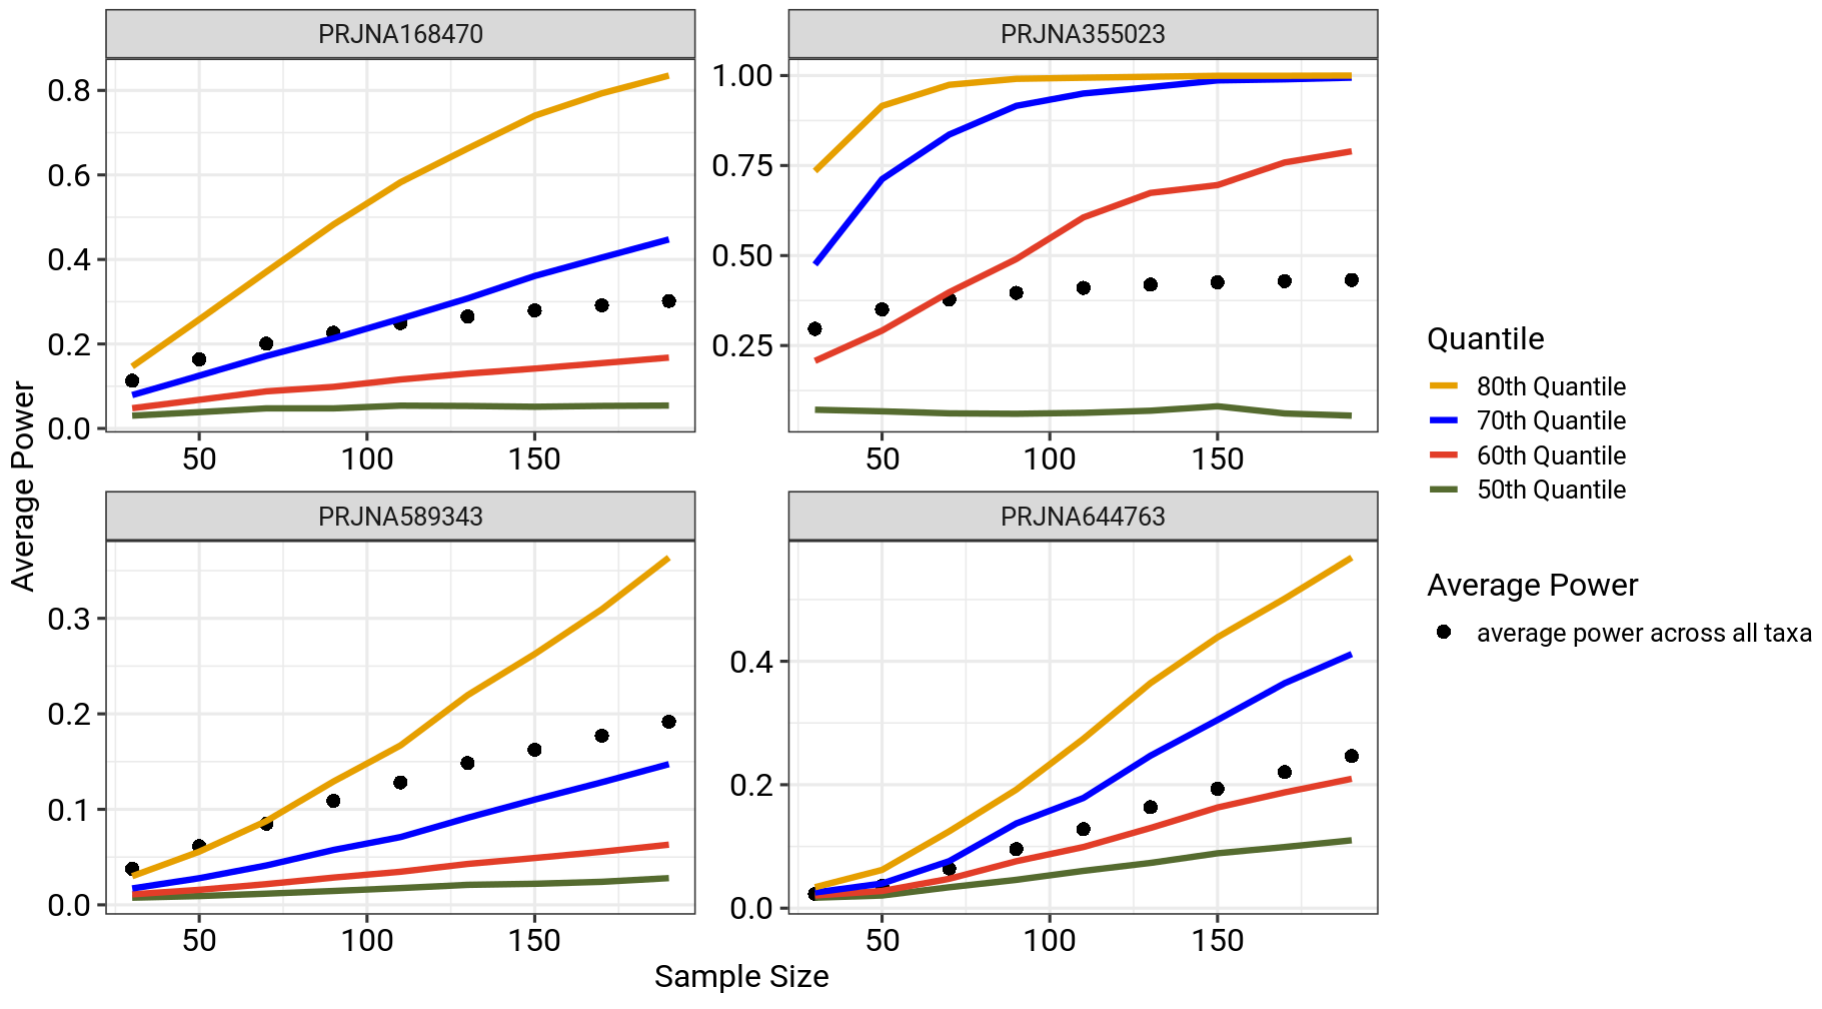 PRJNA168470
PRJNA355023
0.8
0.6
0.4
0.2
0.0
50
100
150
1.00
0.75
0.50
0.25
50
100
150
Average Power
PRJNA589343
PRJNA644763
0.3
0.2
0.1
0.0
50
100
150
0.4
0.2
0.0
50
100
150
Sample Size
Quantile
80th Quantile
70th Quantile
60th Quantile
50th Quantile
Average Power
average power across all taxa